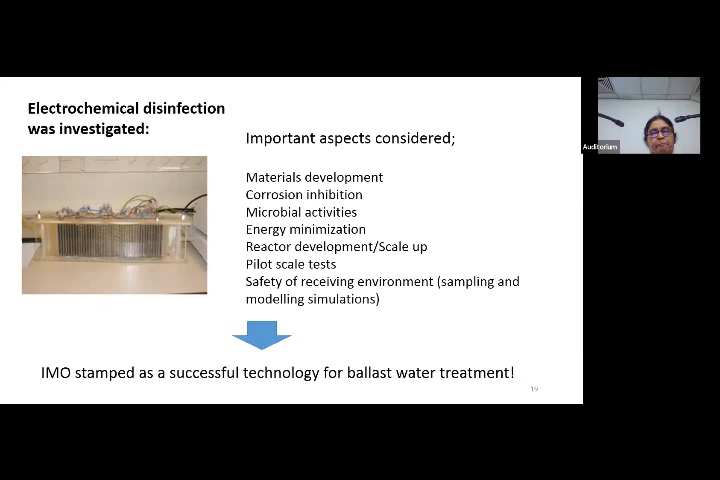 Electrochemical disinfection
was investigated:
Important aspects considered;
Materials development
Corrosion inhibition
Microbial activities
Energy minimization
Reactor development/Scale up
Pilot scale tests
Safety of receiving environment (sampling and
modelling simulations)
IMO stamped as a successful technology for ballast water treatment!
19
Auditorium